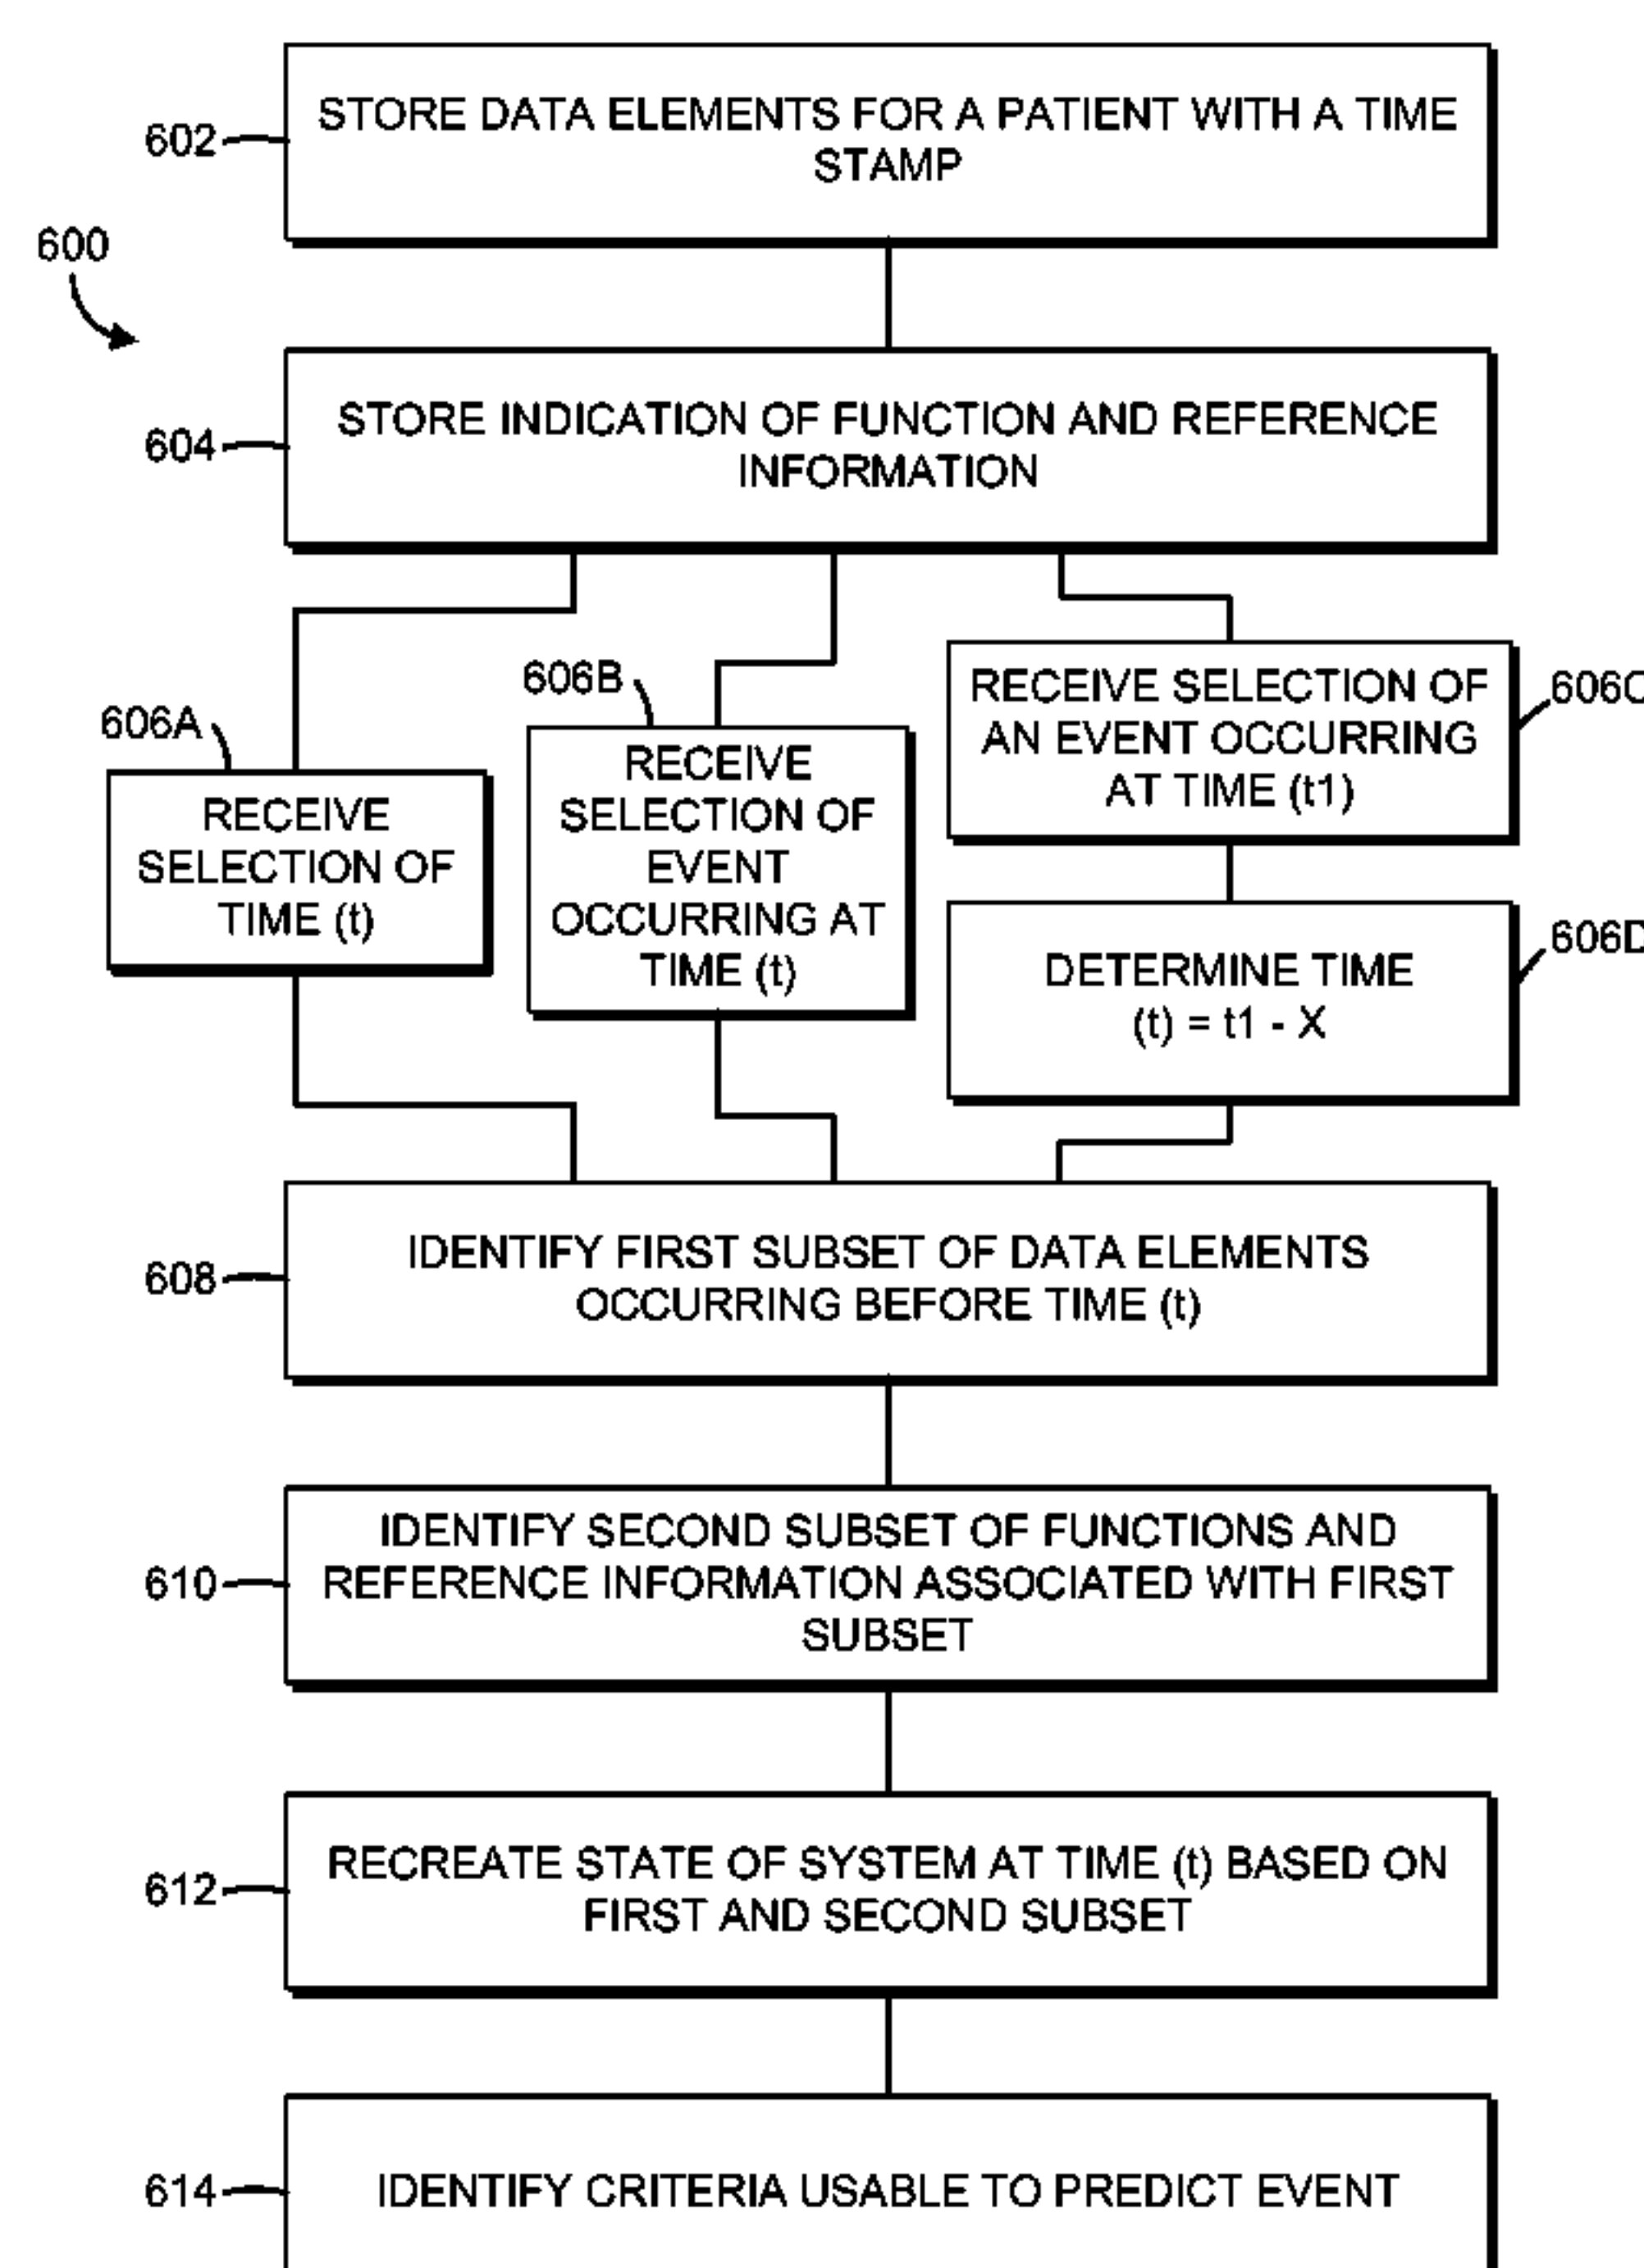 602
STORE DATA ELEMENTS FOR A PATIENT WITH A TIME
STAMP
600
604
STORE INDICATION OF FUNCTION AND REFERENCE
INFORMATION
606A
RECEIVE
SELECTION OF
TIME (t)
606B
RECEIVE
SELECTION OF
EVENT
OCCURRING AT
TIME (t)
606C
RECEIVE SELECTION OF
AN EVENT OCCURRING
AT TIME (t1)
606D
DETERMINE TIME
(t) = t1 - X
608
IDENTIFY FIRST SUBSET OF DATA ELEMENTS
OCCURRING BEFORE TIME (t)
610
IDENTIFY SECOND SUBSET OF FUNCTIONS AND
REFERENCE INFORMATION ASSOCIATED WITH FIRST
SUBSET
612
RECREATE STATE OF SYSTEM AT TIME (t) BASED ON
FIRST AND SECOND SUBSET
614
IDENTIFY CRITERIA USABLE TO PREDICT EVENT